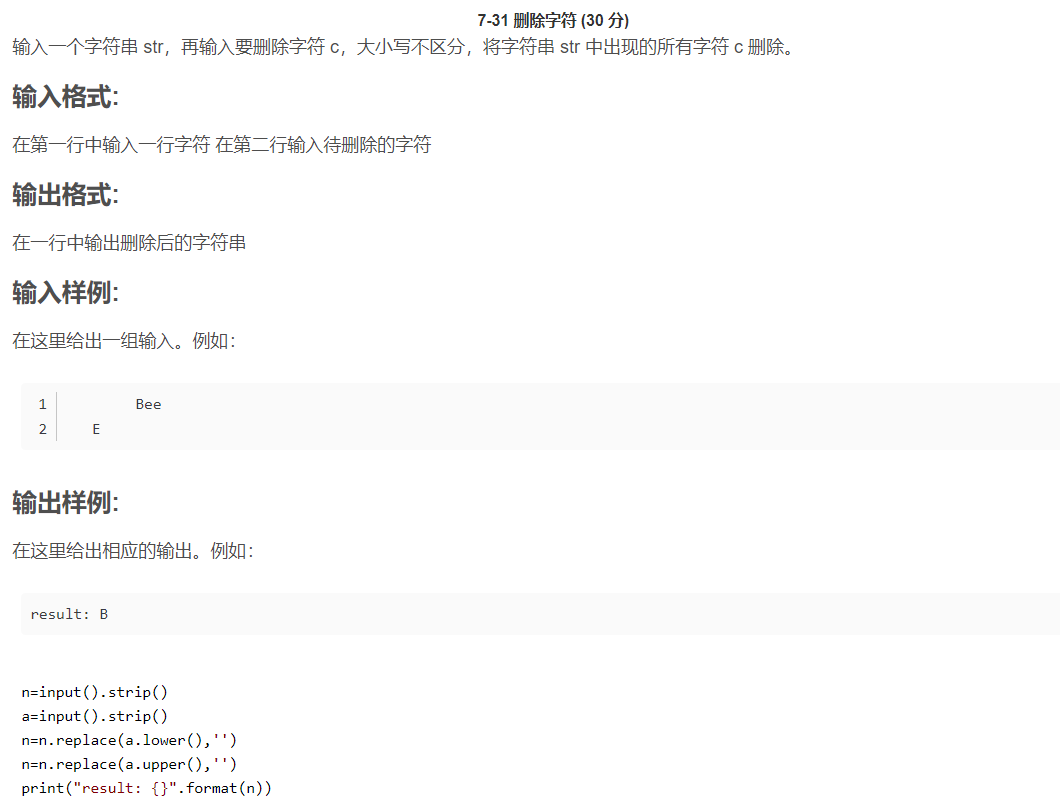 7-31 删除字符 (30 分)
输入一个字符串 str，再输入要删除字符 c，大小写不区分，将字符串 str 中出现的所有字符 c 删除。
输入格式:
在第一行中输入一行字符 在第二行输入待删除的字符
输出格式:
在一行中输出删除后的字符串
输入样例:
在这里给出一组输入。例如：
1 Bee
2 E
输出样例:
在这里给出相应的输出。例如：
result: B
n=input().strip()
a=input().strip()
n=n.replace(a.lower(),'')
n=n.replace(a.upper(),'')
print("result: {}".format(n))